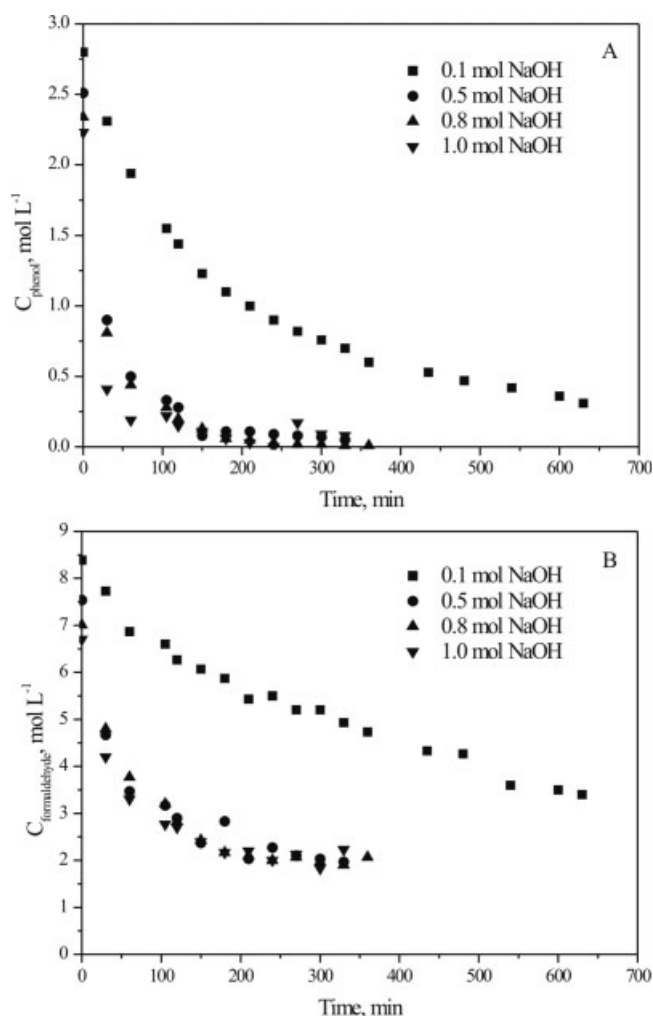 A
3.0
2.5
2.0
1.5
1.0
0.5
0.0
C phenol, mol L-1
0.1 mol NaOH
0.5 mol NaOH
0.8 mol NaOH
1.0 mol NaOH
0 100 200 300 400 500 600 700
Time, min
B
9
8
7
6
5
4
3
2
1
0
C formaldehyde, mol L-1
0.1 mol NaOH
0.5 mol NaOH
0.8 mol NaOH
1.0 mol NaOH
0 100 200 300 400 500 600 700
Time, min